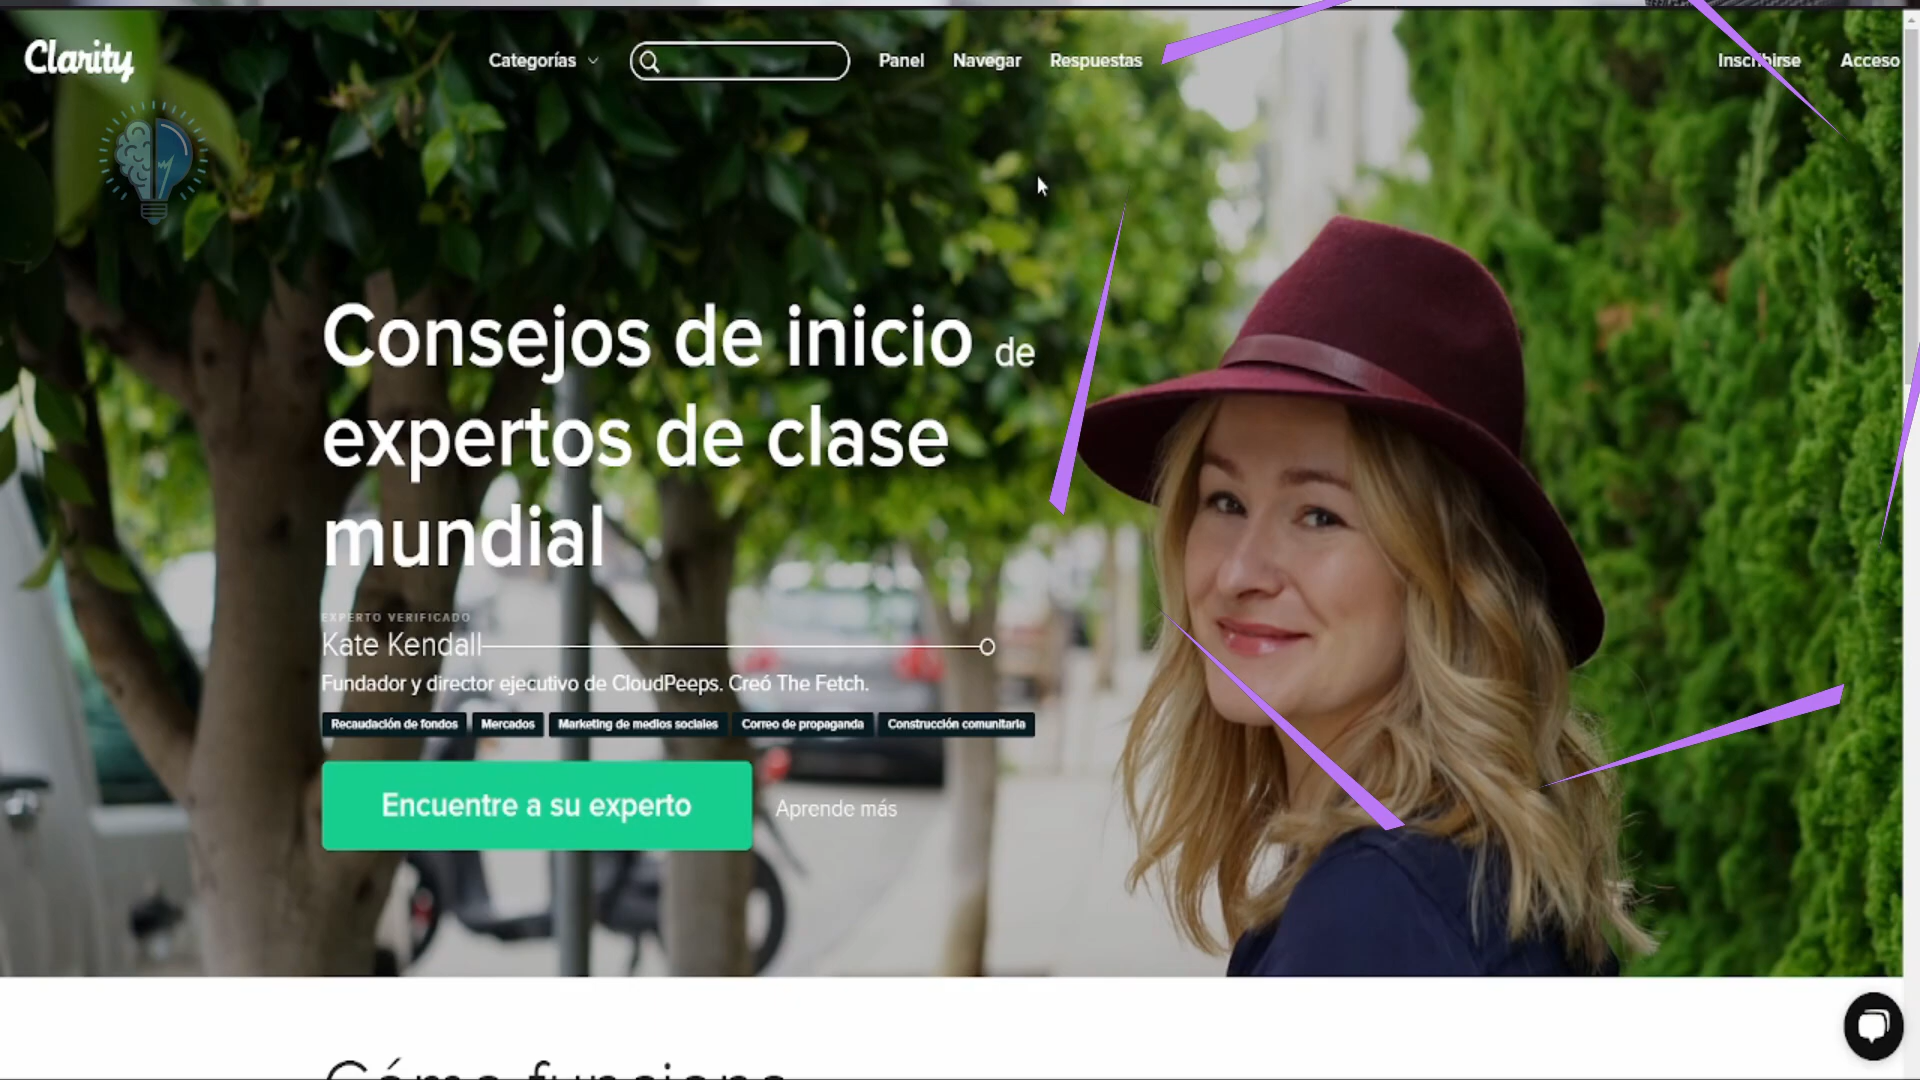 Clarity
Categorías
Panel
Navegar
Respuestas
Inscribirse
Acceso
Consejos de inicio de
expertos de clase
mundial
EXPERTO VERIFICADO
Kate Kendall
Fundador y director ejecutivo de CloudPeeps. Creó The Fetch.
Recaudación de fondos
Mercados
Marketing de medios sociales
Correo de propaganda
Construcción comunitaria
Encuentre a su experto
Aprende más
Cómo funciona